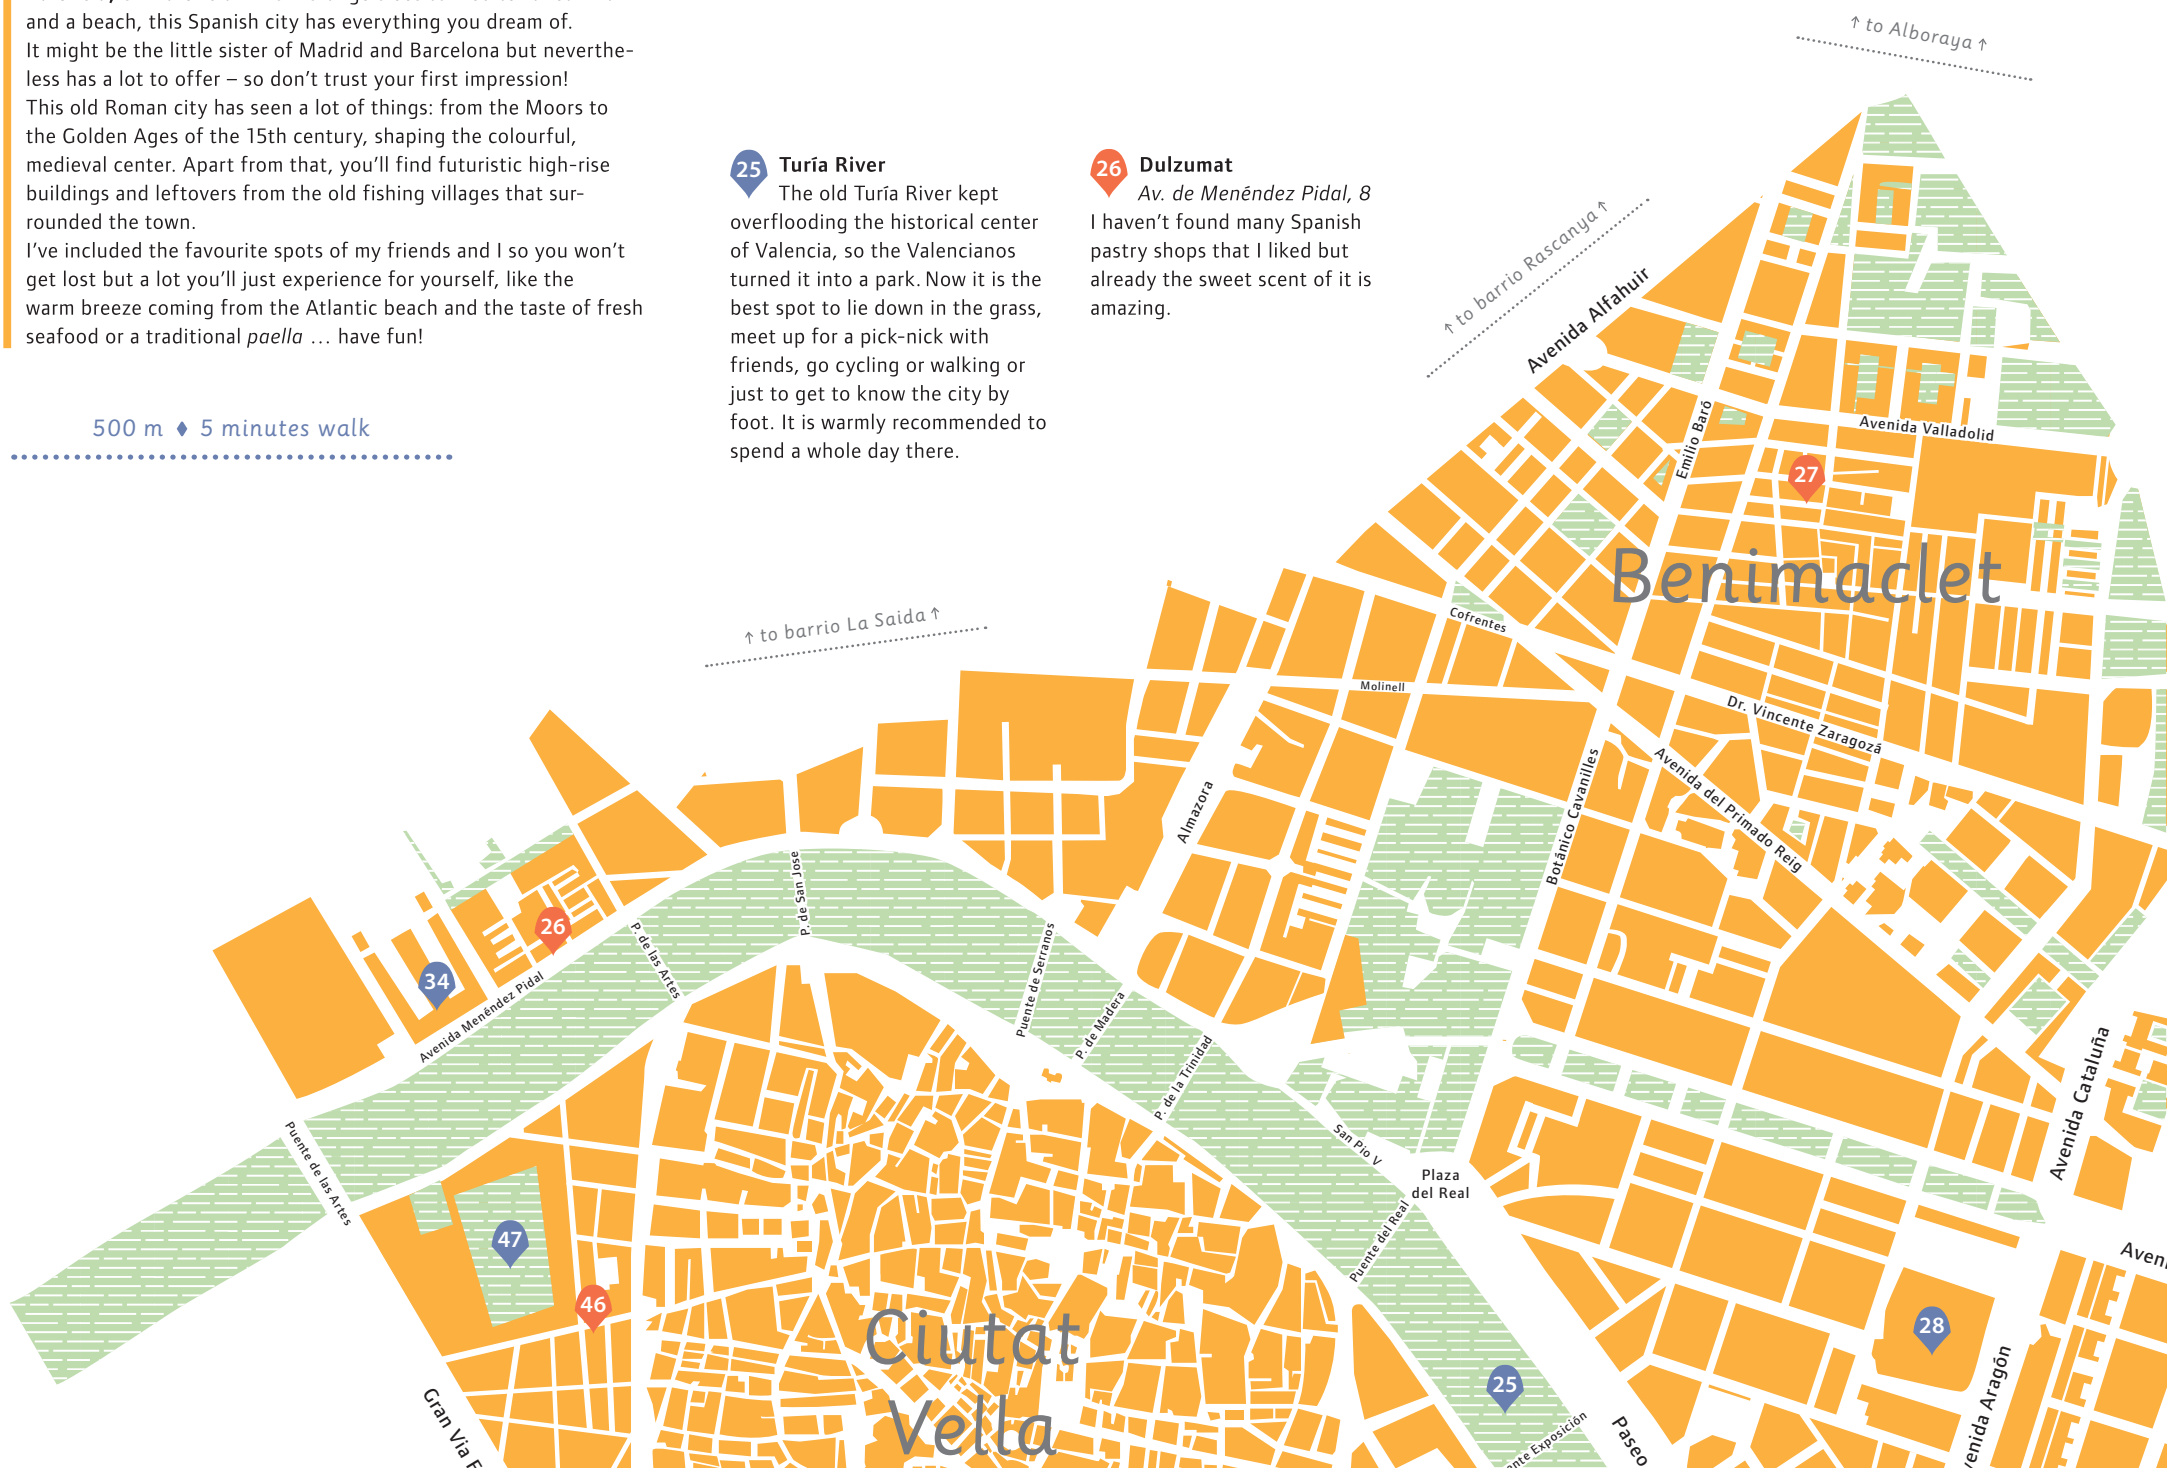 and a beach, this Spanish city has everything you dream of.
It might be the little sister of Madrid and Barcelona but neverthe-
less has a lot to offer – so don't trust your first impression!
This old Roman city has seen a lot of things: from the Moors to
the Golden Ages of the 15th century, shaping the colourful,
medieval center. Apart from that, you'll find futuristic high-rise
buildings and leftovers from the old fishing villages that sur-
rounded the town.
I've included the favourite spots of my friends and I so you won't
get lost but a lot you'll just experience for yourself, like the
warm breeze coming from the Atlantic beach and the taste of fresh
seafood or a traditional paella … have fun!
500 m ♦ 5 minutes walk
25 Turía River
The old Turía River kept
overflooding the historical center
of Valencia, so the Valencianos
turned it into a park. Now it is the
best spot to lie down in the grass,
meet up for a pick-nick with
friends, go cycling or walking or
just to get to know the city by
foot. It is warmly recommended to
spend a whole day there.
26 Dulzumat
Av. de Menéndez Pidal, 8
I haven't found many Spanish
pastry shops that I liked but
already the sweet scent of it is
amazing.
↑ to Alboraya ↑
↑ to barrio Rascanya ↑
Avenida Alfahuir
Emilio Baró
Avenida Valladolid
27
Benimaclet
↑ to barrio La Saida ↑
Cofrentes
Molinell
Dr. Vincente Zaragozá
Avenida del Primado Reig
Botánico Cavanilles
Almazora
P. de San Jose
26
34
P. de las Artes
Avenida Menéndez Pidal
Puente de Serranos
P. de Madera
P. de la Trinidad
Avenida Cataluña
Puente de las Artes
San Pio V
Plaza
del Real
Puente del Real
47
46
Aven
28
Ciutat
Vella
25
Gran Via F
ente Exposición
Paseo
venida Aragón